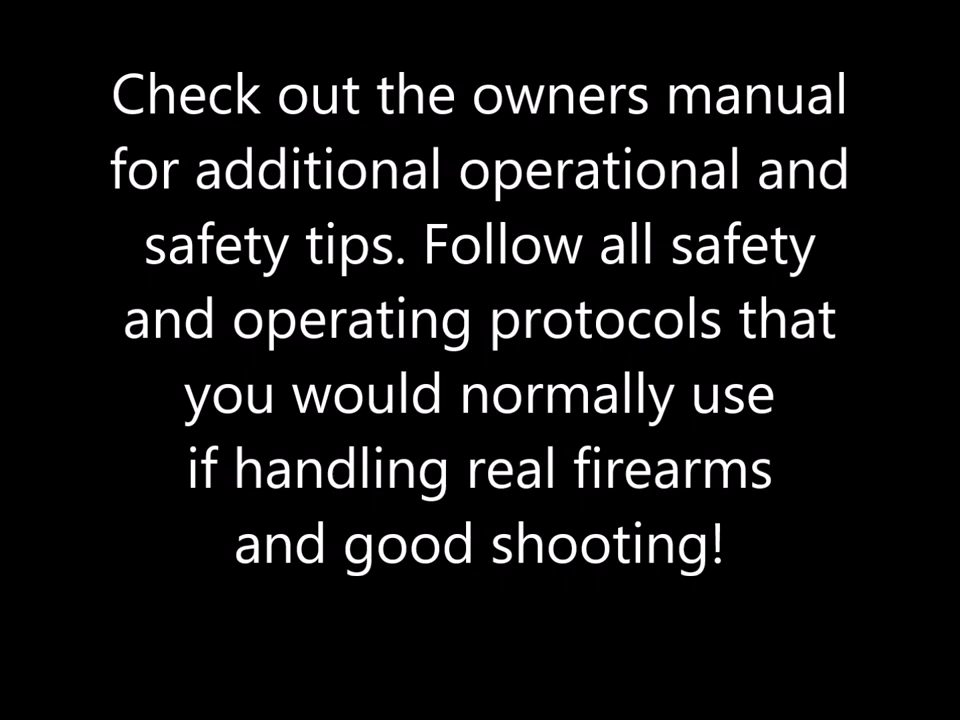 Check out the owners manual
for additional operational and
safety tips. Follow all safety
and operating protocols that
you would normally use
if handling real firearms
and good shooting!